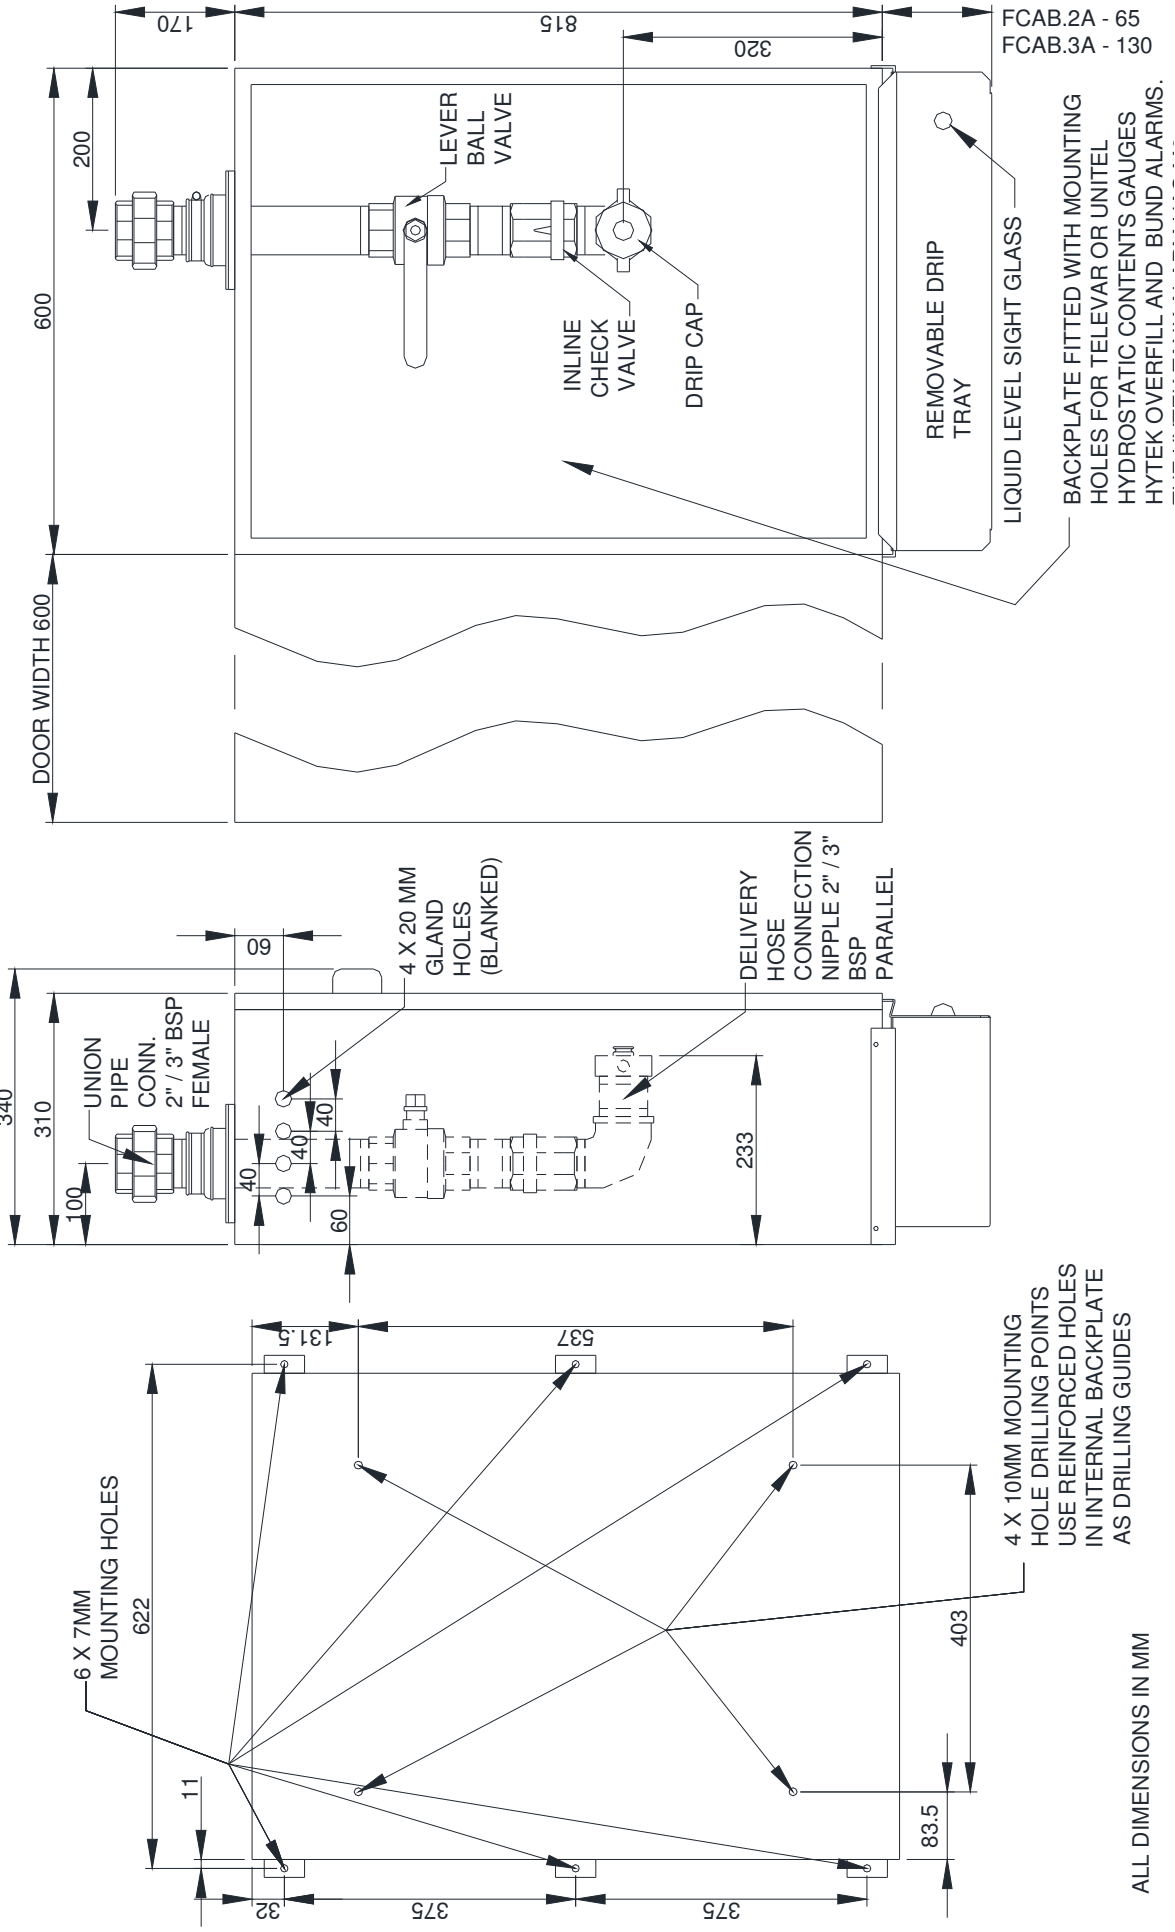 170
815
320
FCAB.2A - 65
FCAB.3A - 130
600
200
DOOR WIDTH 600
LEVER
BALL
VALVE
INLINE
CHECK
VALVE
DRIP CAP
REMOVABLE DRIP
TRAY
LIQUID LEVEL SIGHT GLASS
BACKPLATE FITTED WITH MOUNTING
HOLES FOR TELEVAR OR UNITEL
HYDROSTATIC CONTENTS GAUGES
HYTEK OVERFILL AND BUND ALARMS.
340
310
100
UNION
PIPE
CONN.
2" / 3" BSP
FEMALE
60
4 X 20 MM
GLAND
HOLES
(BLANKED)
40
40
40
60
DELIVERY
HOSE
CONNECTION
NIPPLE 2" / 3"
BSP
PARALLEL
233
6 X 7MM
MOUNTING HOLES
622
11
131.5
537
32
375
375
83.5
403
4 X 10MM MOUNTING
HOLE DRILLING POINTS
USE REINFORCED HOLES
IN INTERNAL BACKPLATE
AS DRILLING GUIDES
ALL DIMENSIONS IN MM